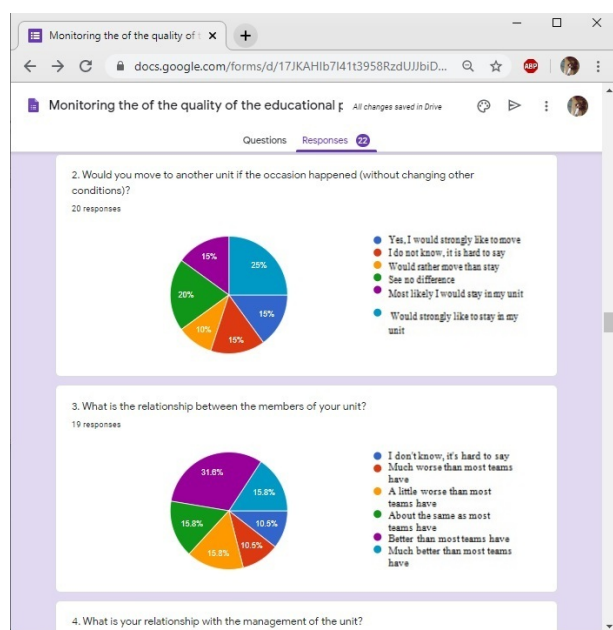 Monitoring the of the quality of t
docs.google.com/forms/d/17JKAHIb7I41t3958RzdUJJbiD...
ABP
Monitoring the of the quality of the educational p All changes saved in Drive
Questions Responses 22
2. Would you move to another unit if the occasion happened (without changing other
conditions)?
20 responses
15%
25%
20%
15%
10%
15%
Yes, I would strongly like to move
I do not know, it is hard to say
Would rather move than stay
See no difference
Most likely I would stay in my unit
Would strongly like to stay in my
unit
3. What is the relationship between the members of your unit?
19 responses
31.6%
15.8%
15.8%
10.5%
15.8%
10.5%
I don't know, it's hard to say
Much worse than most teams
have
A little worse than most
teams have
About the same as most
teams have
Better than most teams have
Much better than most teams
have
4. What is your relationship with the management of the unit?